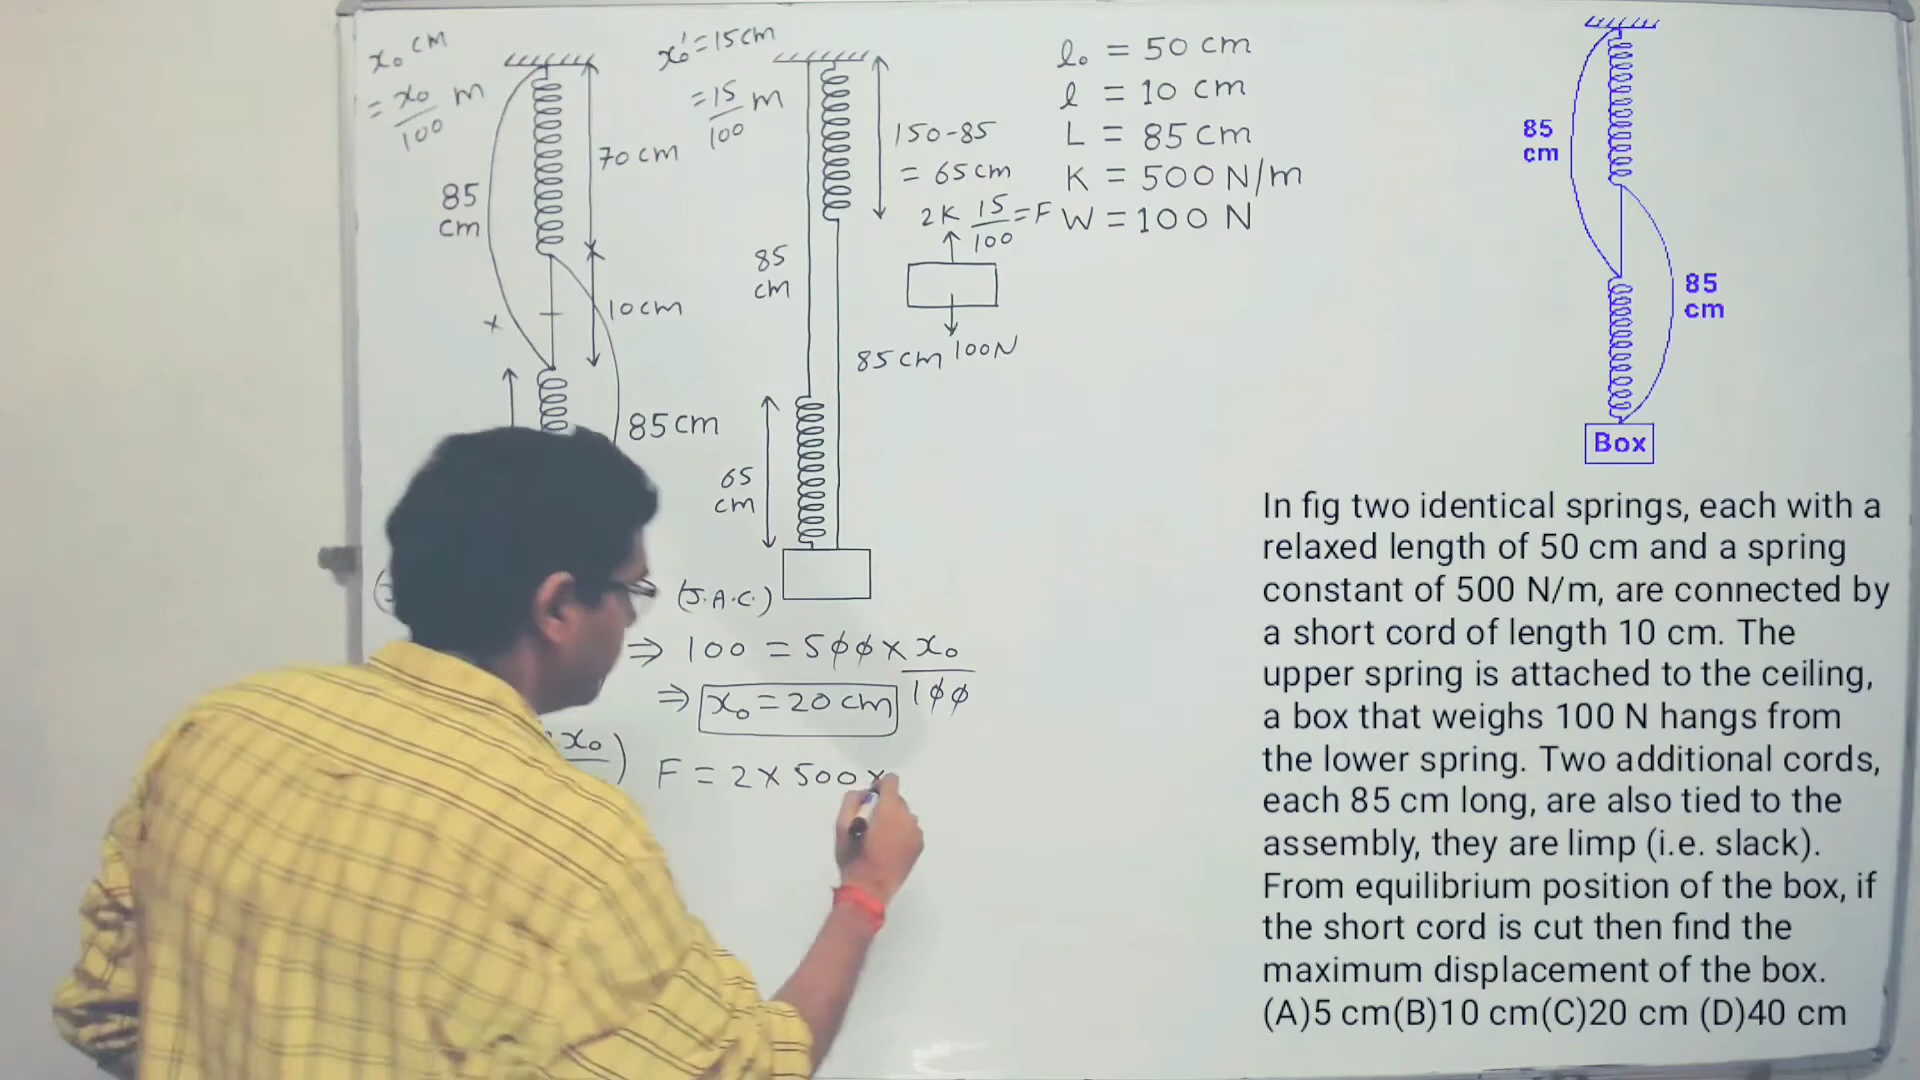 x₀ cm
= x₀/100 m
85
cm
70 cm
10 cm
x
85 cm
x₀' = 15 cm
= 15/100 m
150-85
= 65 cm
85
cm
85 cm
65
cm
2K 15/100 = F
100N
l₀ = 50 cm
l = 10 cm
L = 85 cm
K = 500 N/m
W = 100 N
(J.A.C.)
⇒ 100 = 500 × x₀/100
⇒ x₀ = 20 cm
x₀ )
F = 2 × 500 ×
85
cm
85
cm
Box
In fig two identical springs, each with a
relaxed length of 50 cm and a spring
constant of 500 N/m, are connected by
a short cord of length 10 cm. The
upper spring is attached to the ceiling,
a box that weighs 100 N hangs from
the lower spring. Two additional cords,
each 85 cm long, are also tied to the
assembly, they are limp (i.e. slack).
From equilibrium position of the box, if
the short cord is cut then find the
maximum displacement of the box.
(A)5 cm(B)10 cm(C)20 cm (D)40 cm